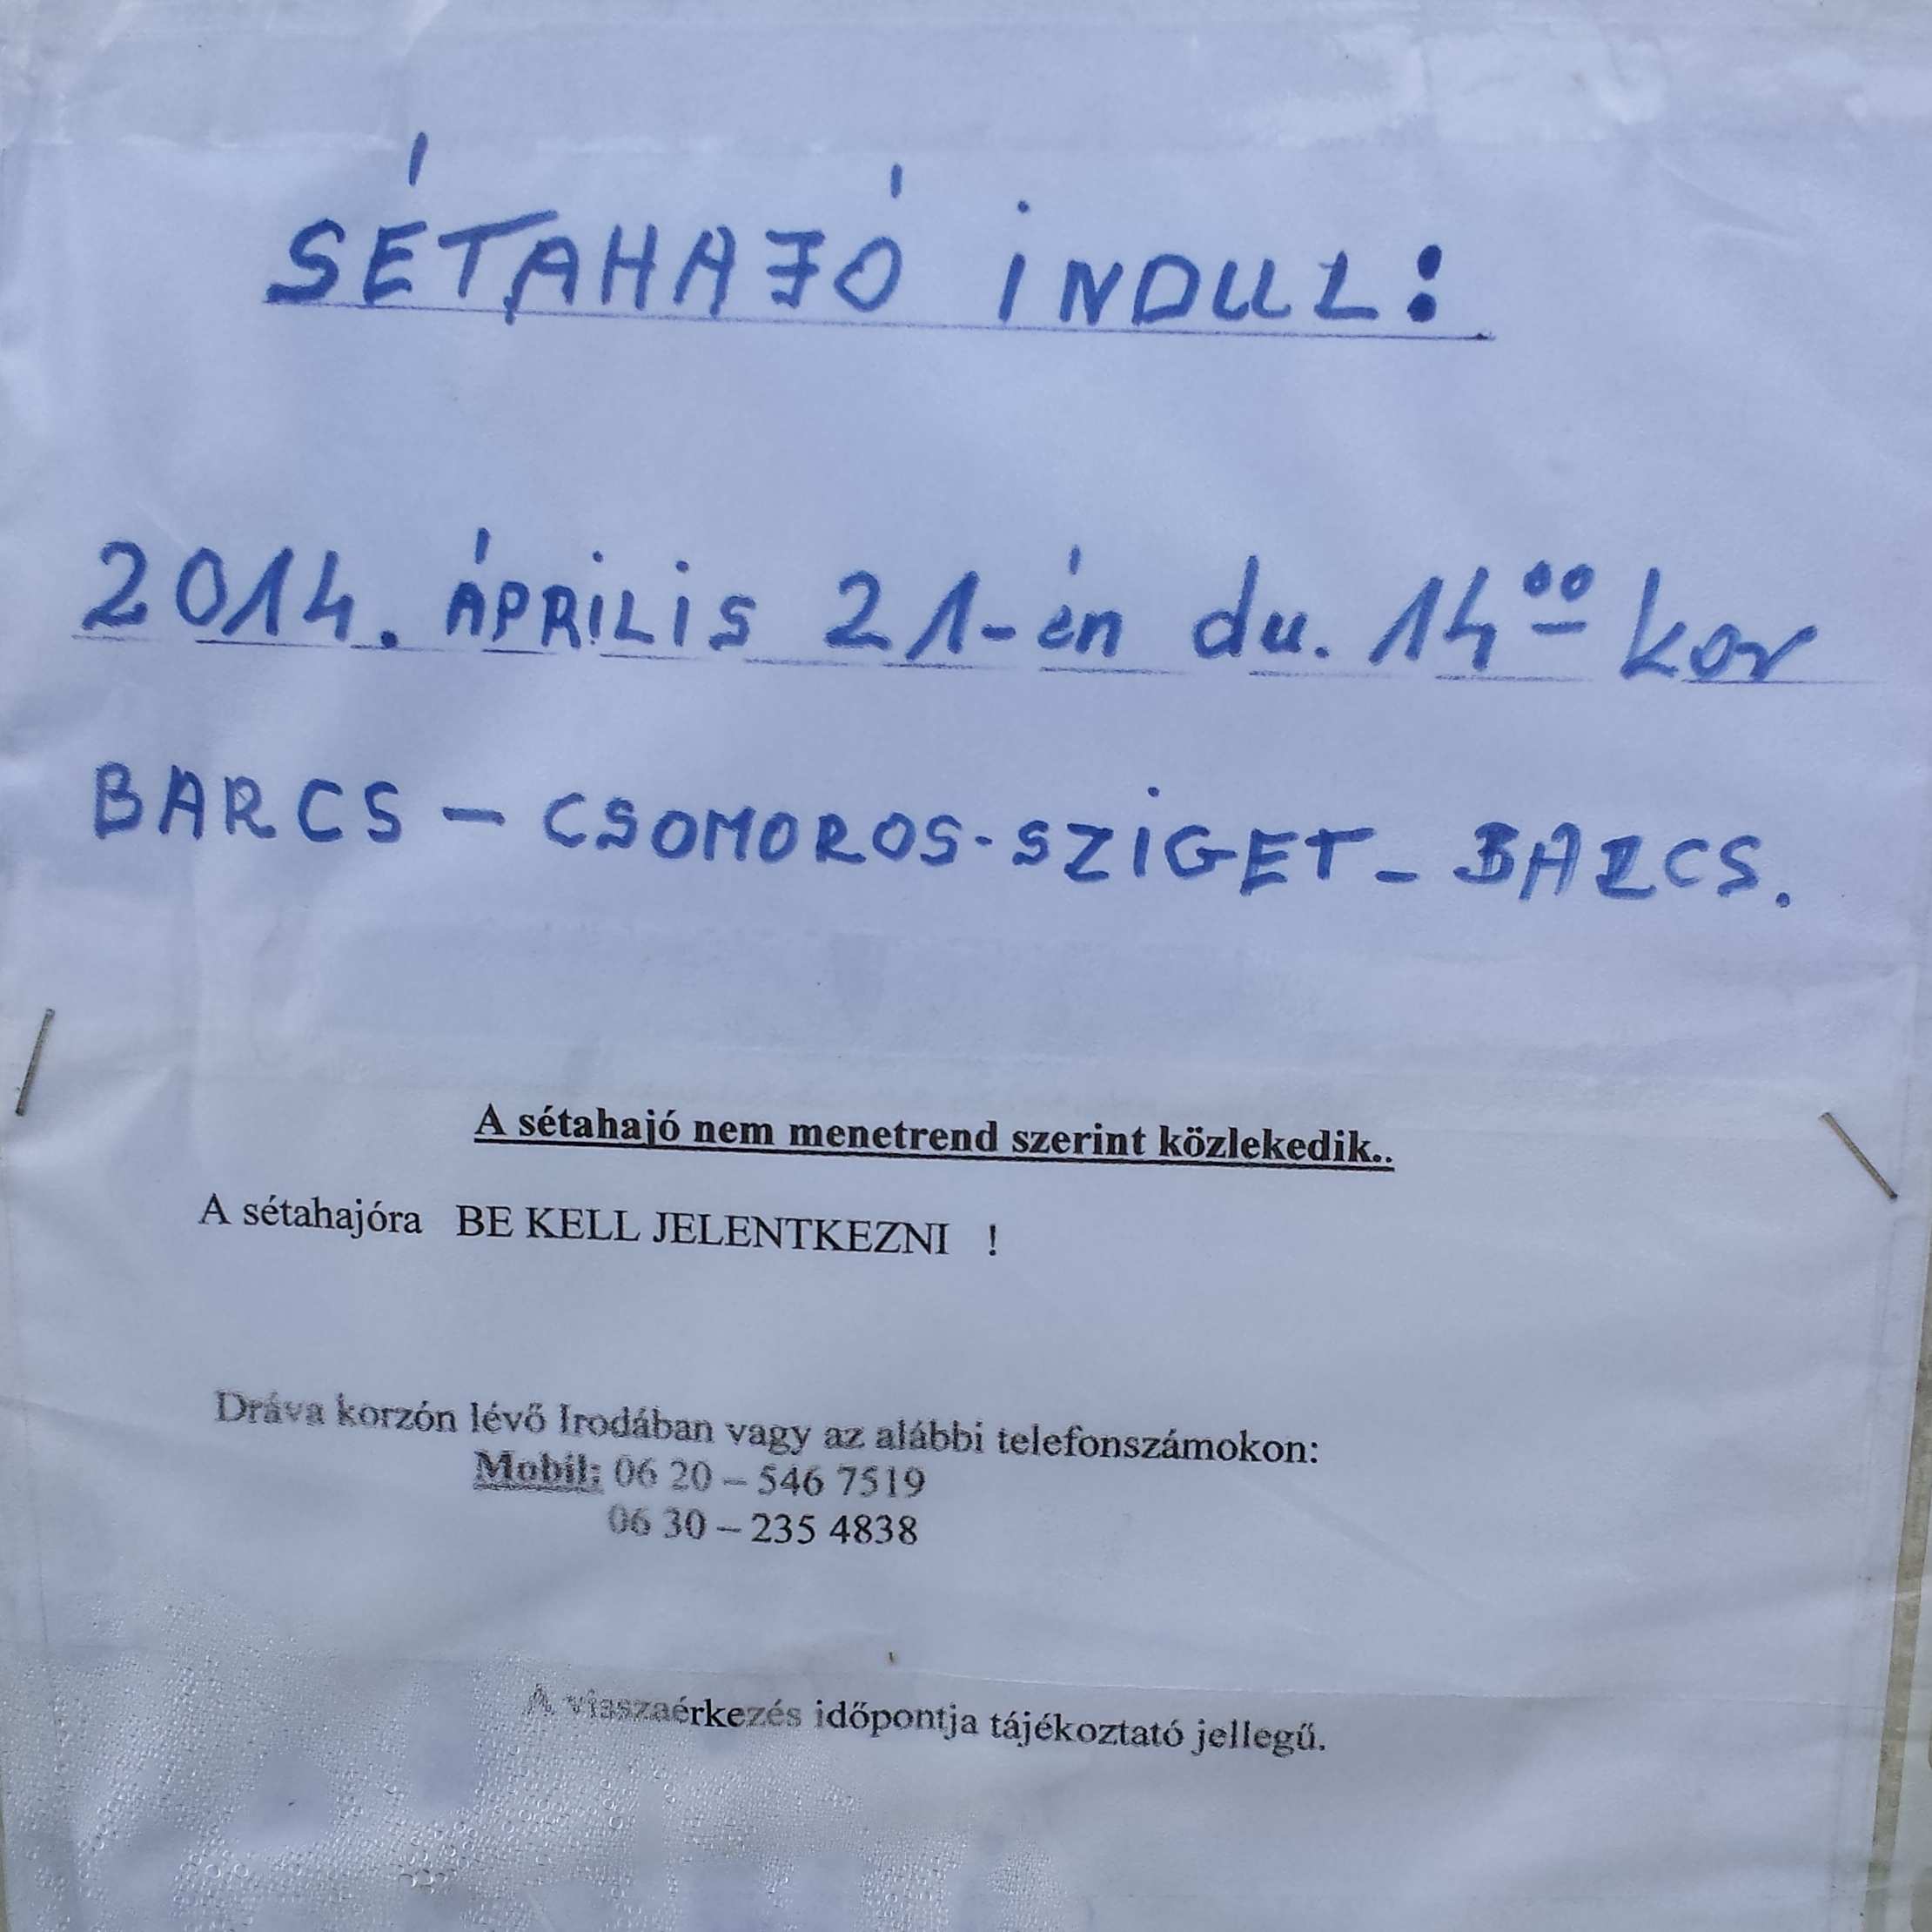 SÉTAHAJÓ INDUL:
2014. ÁPRILIS 21-én du. 14⁰⁰ kor
BARCS – CSOMOROS-SZIGET – BARCS.
A sétahajó nem menetrend szerint közlekedik..
A sétahajóra BE KELL JELENTKEZNI !
Dráva korzón lévő Irodában vagy az alábbi telefonszámokon:
Mobil: 06 20 – 546 7519
06 30 – 235 4838
A visszaérkezés időpontja tájékoztató jellegű.